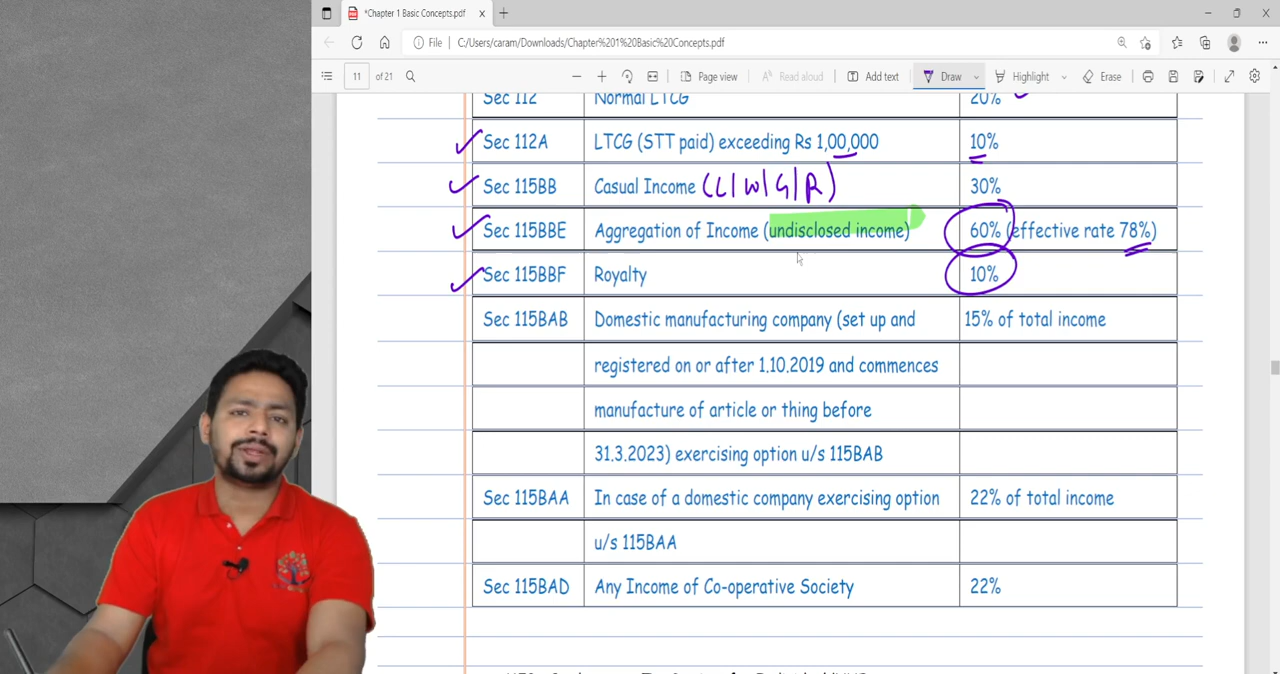 *Chapter 1 Basic Concepts.pdf
File C:/Users/caram/Downloads/Chapter%201%20Basic%20Concepts.pdf
11 of 21 Page view Read aloud Add text Draw Highlight Erase
Sec 112 Normal LTCG 20%
Sec 112A LTCG (STT paid) exceeding Rs 1,00,000 10%
Sec 115BB Casual Income (L|W|G|R) 30%
Sec 115BBE Aggregation of Income (undisclosed income) 60% (effective rate 78%)
Sec 115BBF Royalty 10%
Sec 115BAB Domestic manufacturing company (set up and 15% of total income
registered on or after 1.10.2019 and commences
manufacture of article or thing before
31.3.2023) exercising option u/s 115BAB
Sec 115BAA In case of a domestic company exercising option 22% of total income
u/s 115BAA
Sec 115BAD Any Income of Co-operative Society 22%